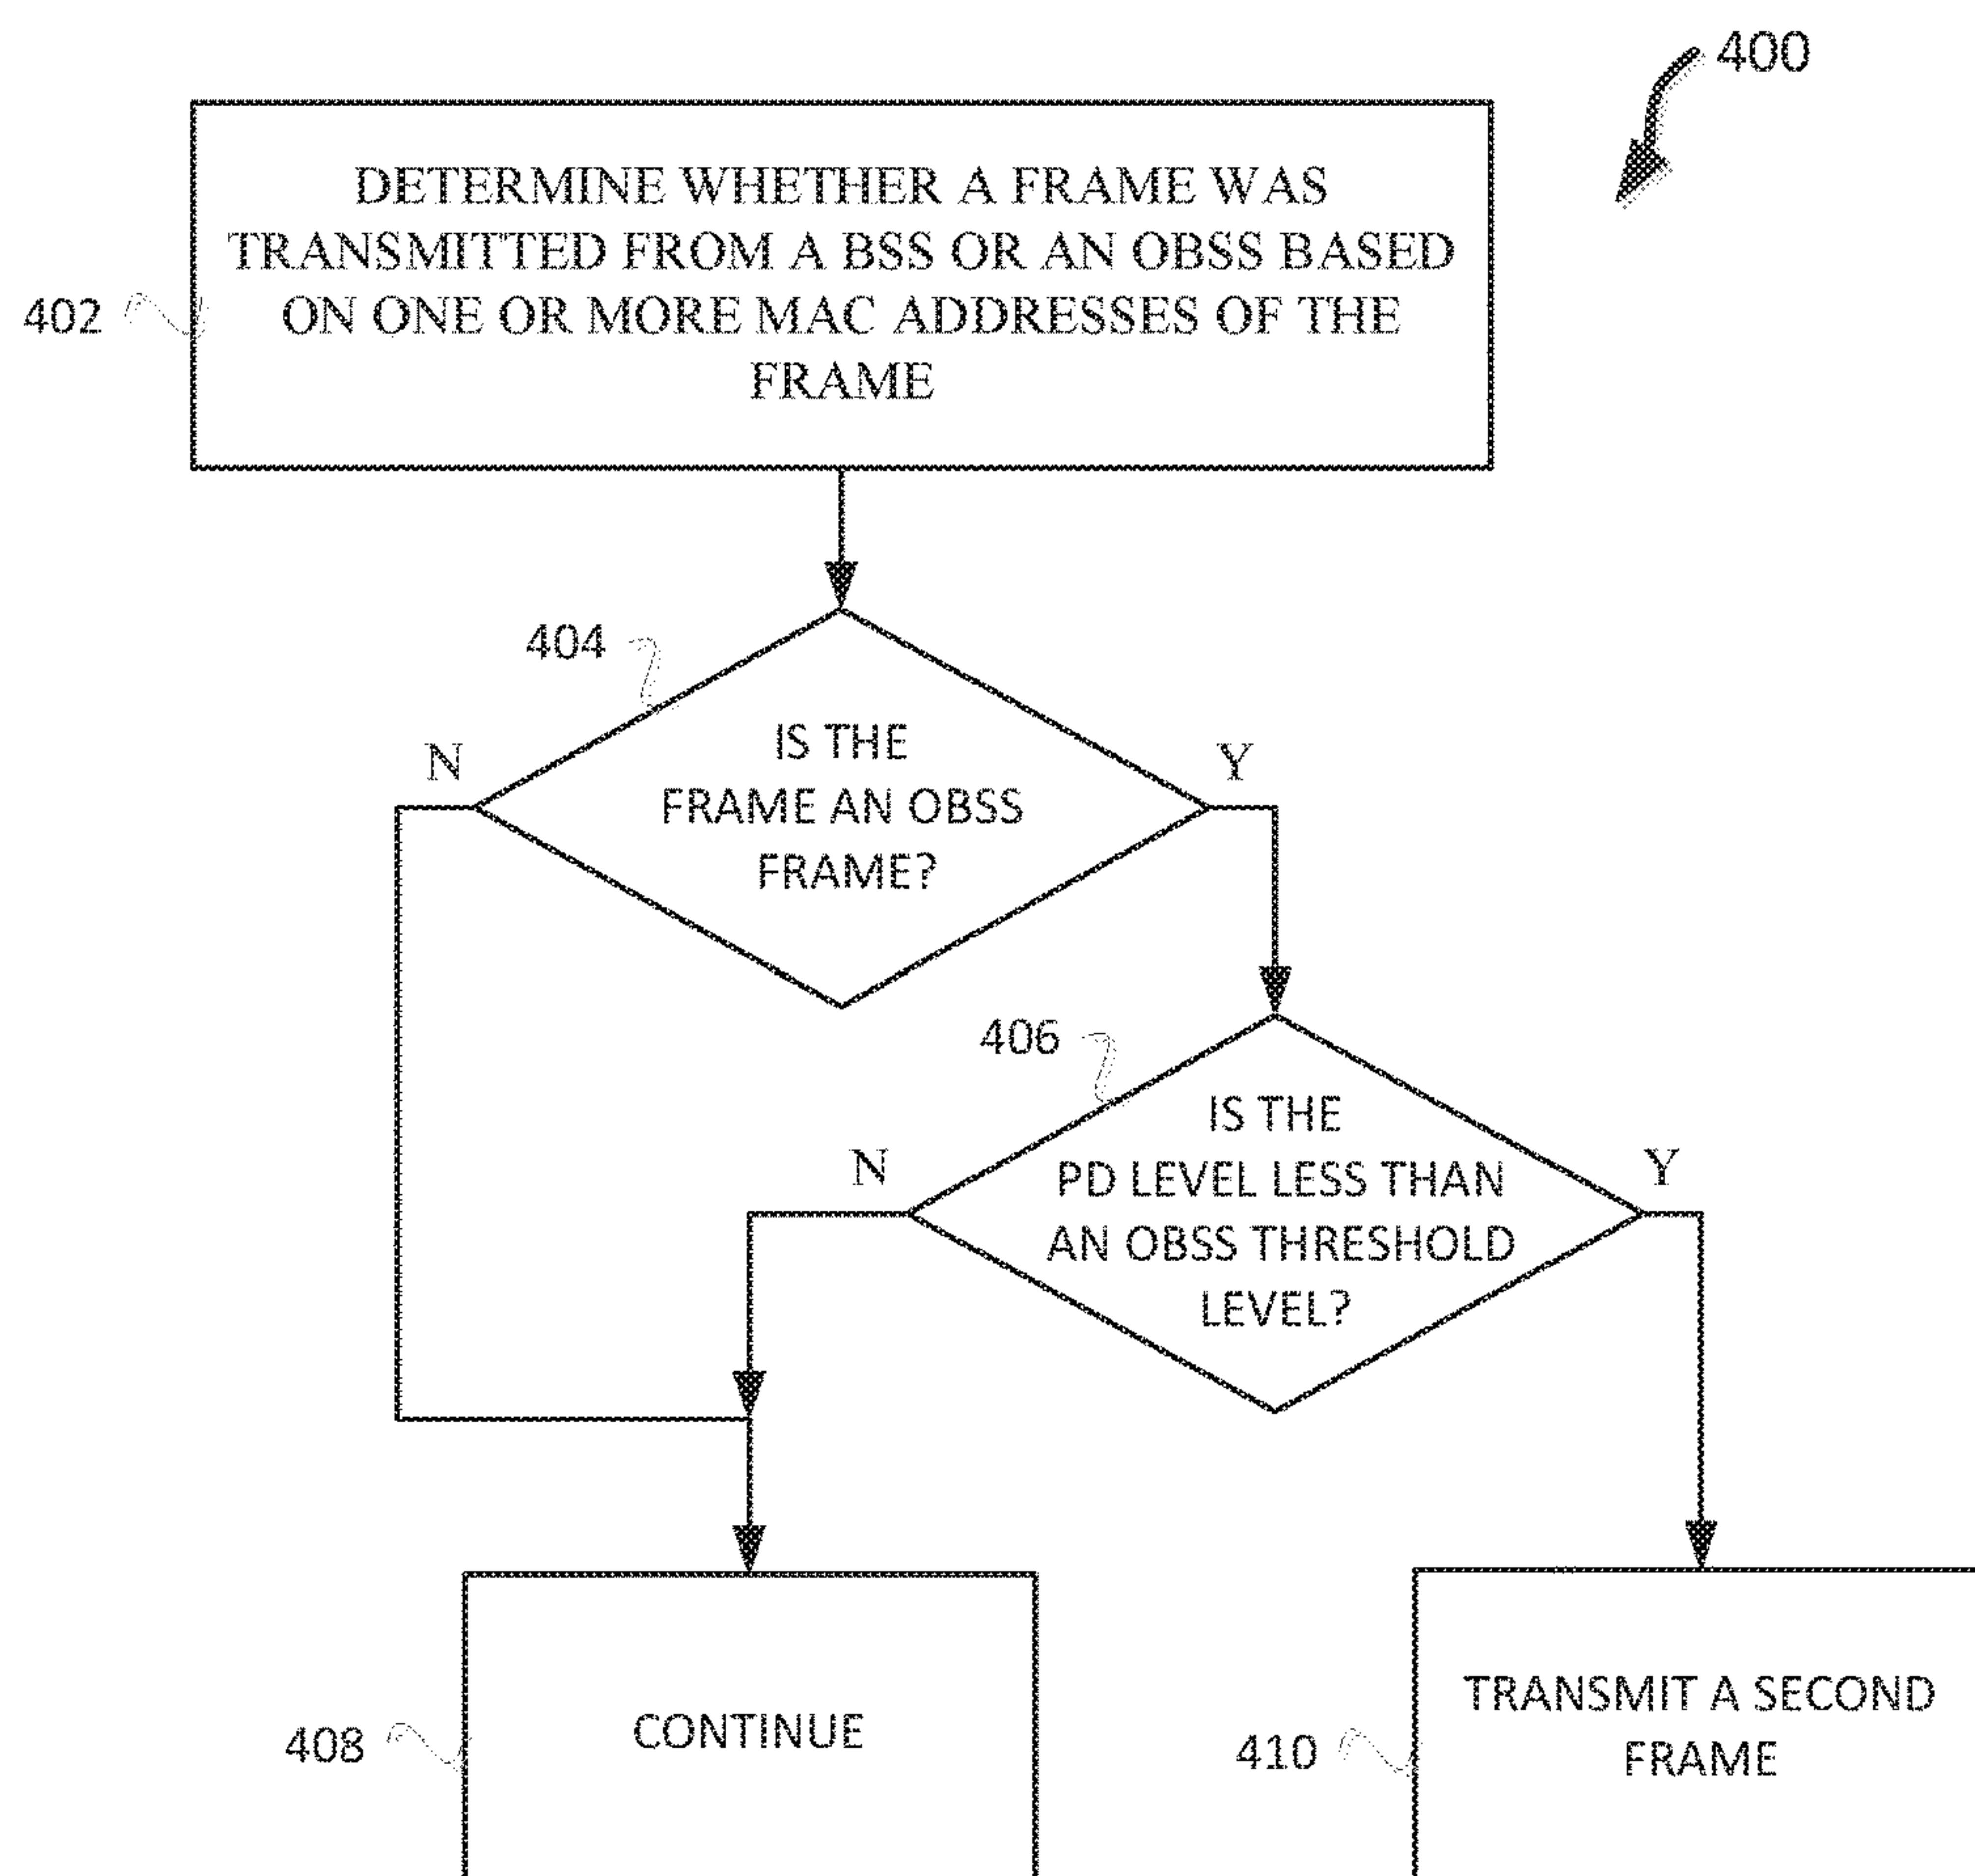 400
DETERMINE WHETHER A FRAME WAS
TRANSMITTED FROM A BSS OR AN OBSS BASED
ON ONE OR MORE MAC ADDRESSES OF THE
FRAME
402
404
N
Y
IS THE
FRAME AN OBSS
FRAME?
406
N
Y
IS THE
PD LEVEL LESS THAN
AN OBSS THRESHOLD
LEVEL?
408
CONTINUE
410
TRANSMIT A SECOND
FRAME